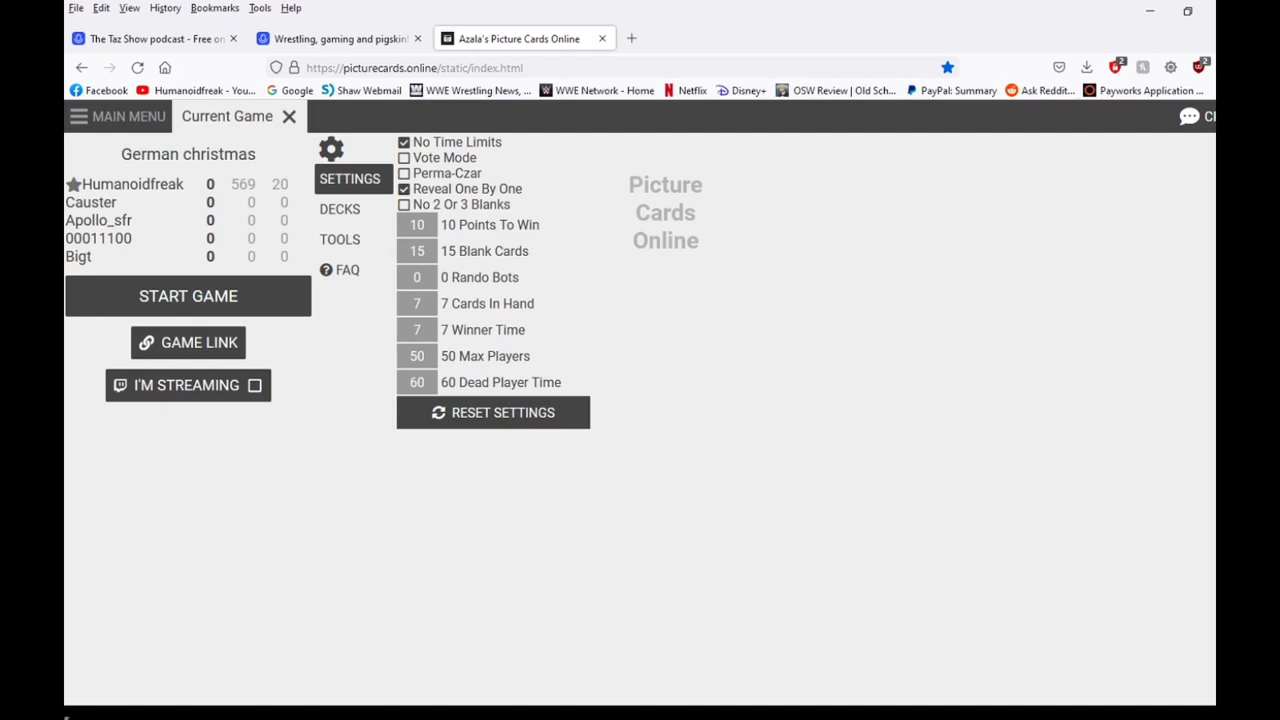 File Edit View History Bookmarks Tools Help
The Taz Show podcast - Free on
Wrestling, gaming and pigskin!
Azala's Picture Cards Online
https://picturecards.online/static/index.html
2
2
Facebook
Humanoidfreak - You...
Google
Shaw Webmail
WWE Wrestling News, ...
WWE Network - Home
Netflix
Disney+
OSW Review | Old Sch...
PayPal: Summary
Ask Reddit...
Payworks Application ...
MAIN MENU
Current Game
German christmas
Humanoidfreak 0 569 20
Causter 0 0 0
Apollo_sfr 0 0 0
00011100 0 0 0
Bigt 0 0 0
START GAME
GAME LINK
I'M STREAMING
SETTINGS
DECKS
TOOLS
FAQ
No Time Limits
Vote Mode
Perma-Czar
Reveal One By One
No 2 Or 3 Blanks
10 10 Points To Win
15 15 Blank Cards
0 0 Rando Bots
7 7 Cards In Hand
7 7 Winner Time
50 50 Max Players
60 60 Dead Player Time
RESET SETTINGS
Picture
Cards
Online